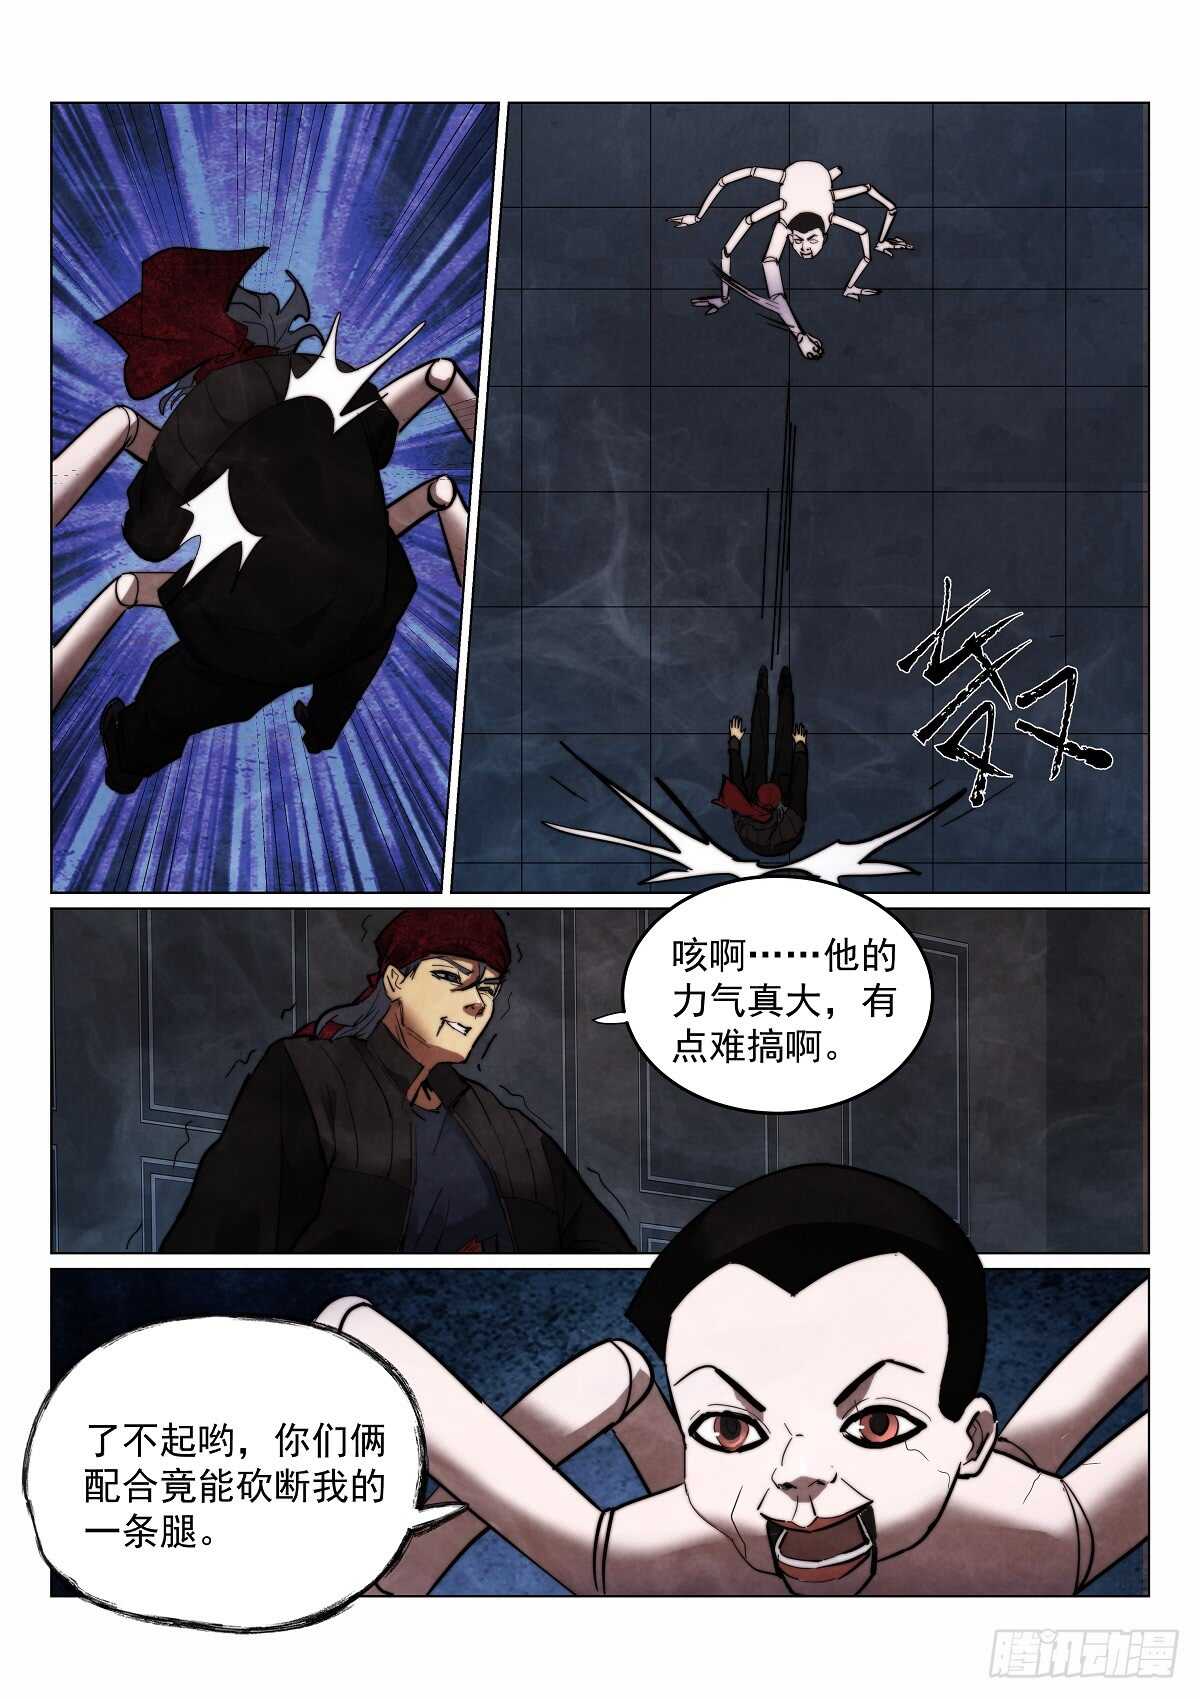 咳啊……他的
力气真大，有
点难搞啊。
了不起哟，你们俩
配合竟能砍断我的
一条腿。
腾讯动漫